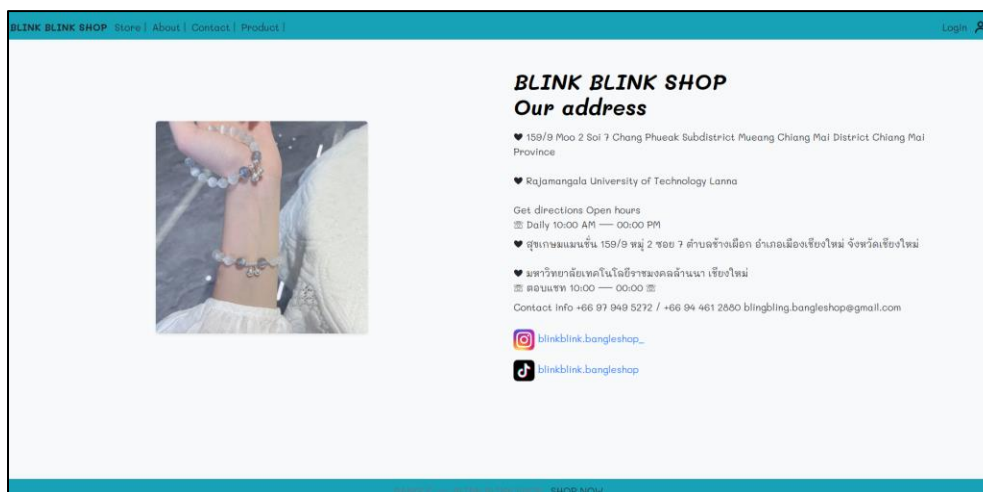 BLINK BLINK SHOP Store | About | Contact | Product | Login
BLINK BLINK SHOP
Our address
♥ 159/9 Moo 2 Soi 7 Chang Phueak Subdistrict Mueang Chiang Mai District Chiang Mai
Province
♥ Rajamangala University of Technology Lanna
Get directions Open hours
☏ Daily 10:00 AM — 00:00 PM
♥ สุขเกษมแมนชั่น 159/9 หมู่ 2 ซอย 7 ตำบลช้างเผือก อำเภอเมืองเชียงใหม่ จังหวัดเชียงใหม่
♥ มหาวิทยาลัยเทคโนโลยีราชมงคลล้านนา เชียงใหม่
☏ ตอบแชท 10:00 — 00:00 ☏
Contact info +66 97 949 5272 / +66 94 461 2880 blingbling.bangleshop@gmail.com
blinkblink.bangleshop_
blinkblink.bangleshop
SHOP NOW